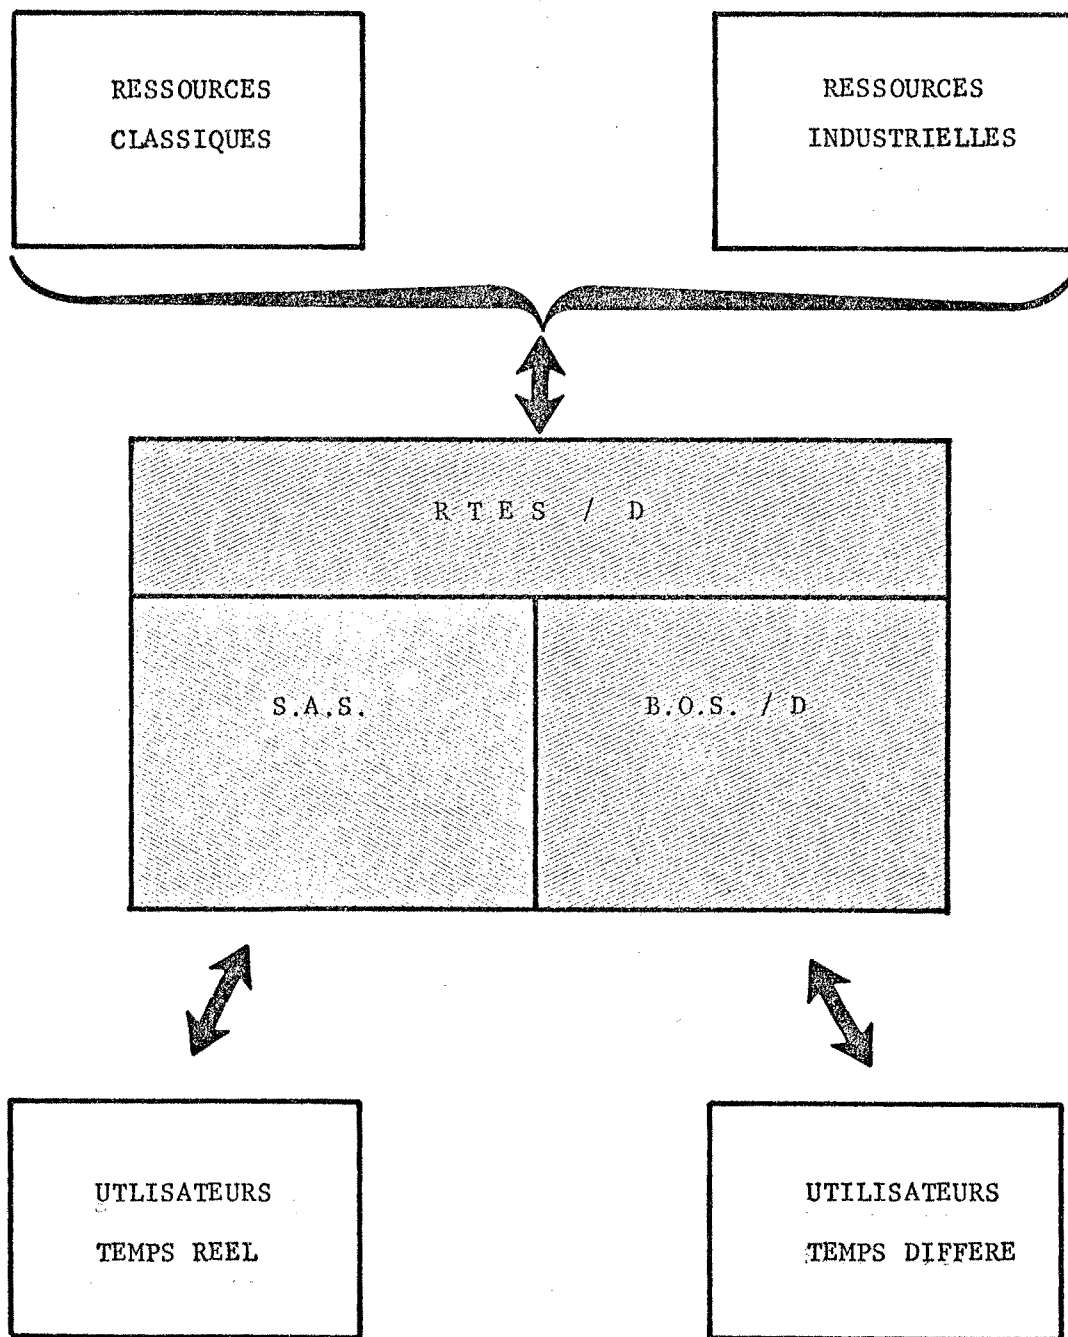 RESSOURCES
CLASSIQUES
RESSOURCES
INDUSTRIELLES
R T E S / D
S.A.S.
B.O.S. / D
UTLISATEURS
TEMPS REEL
UTILISATEURS
TEMPS DIFFERE